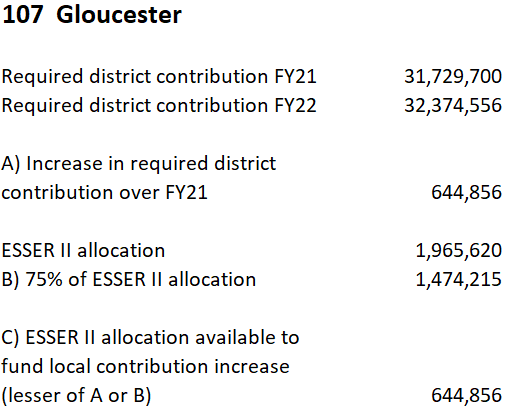 107 Gloucester
Required district contribution FY21 31,729,700
Required district contribution FY22 32,374,556
A) Increase in required district
contribution over FY21 644,856
ESSER II allocation 1,965,620
B) 75% of ESSER II allocation 1,474,215
C) ESSER II allocation available to
fund local contribution increase
(lesser of A or B) 644,856